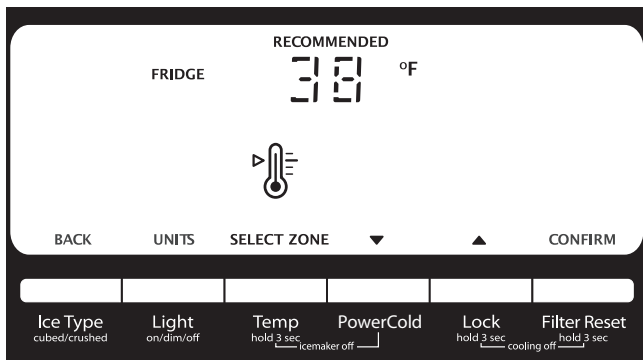 RECOMMENDED
FRIDGE 38 °F
BACK UNITS SELECT ZONE ▼ ▲ CONFIRM
Ice Type Light Temp PowerCold Lock Filter Reset
cubed/crushed on/dim/off hold 3 sec hold 3 sec hold 3 sec
icemaker off cooling off